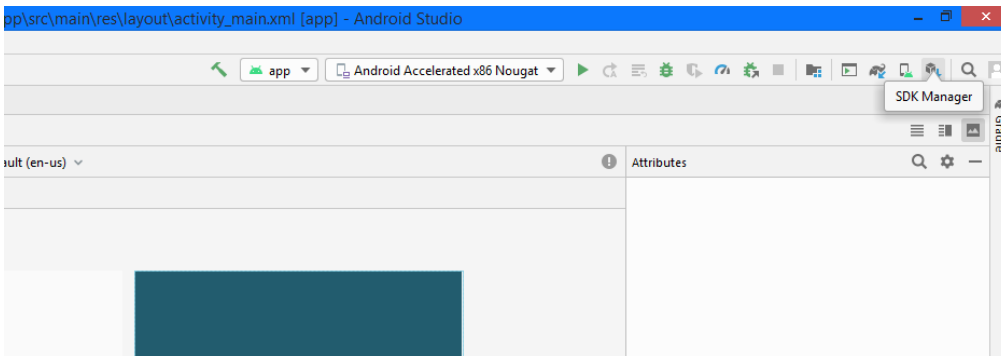 pp\src\main\res\layout\activity_main.xml [app] - Android Studio
app
Android Accelerated x86 Nougat
SDK Manager
Gradle
ault (en-us)
Attributes